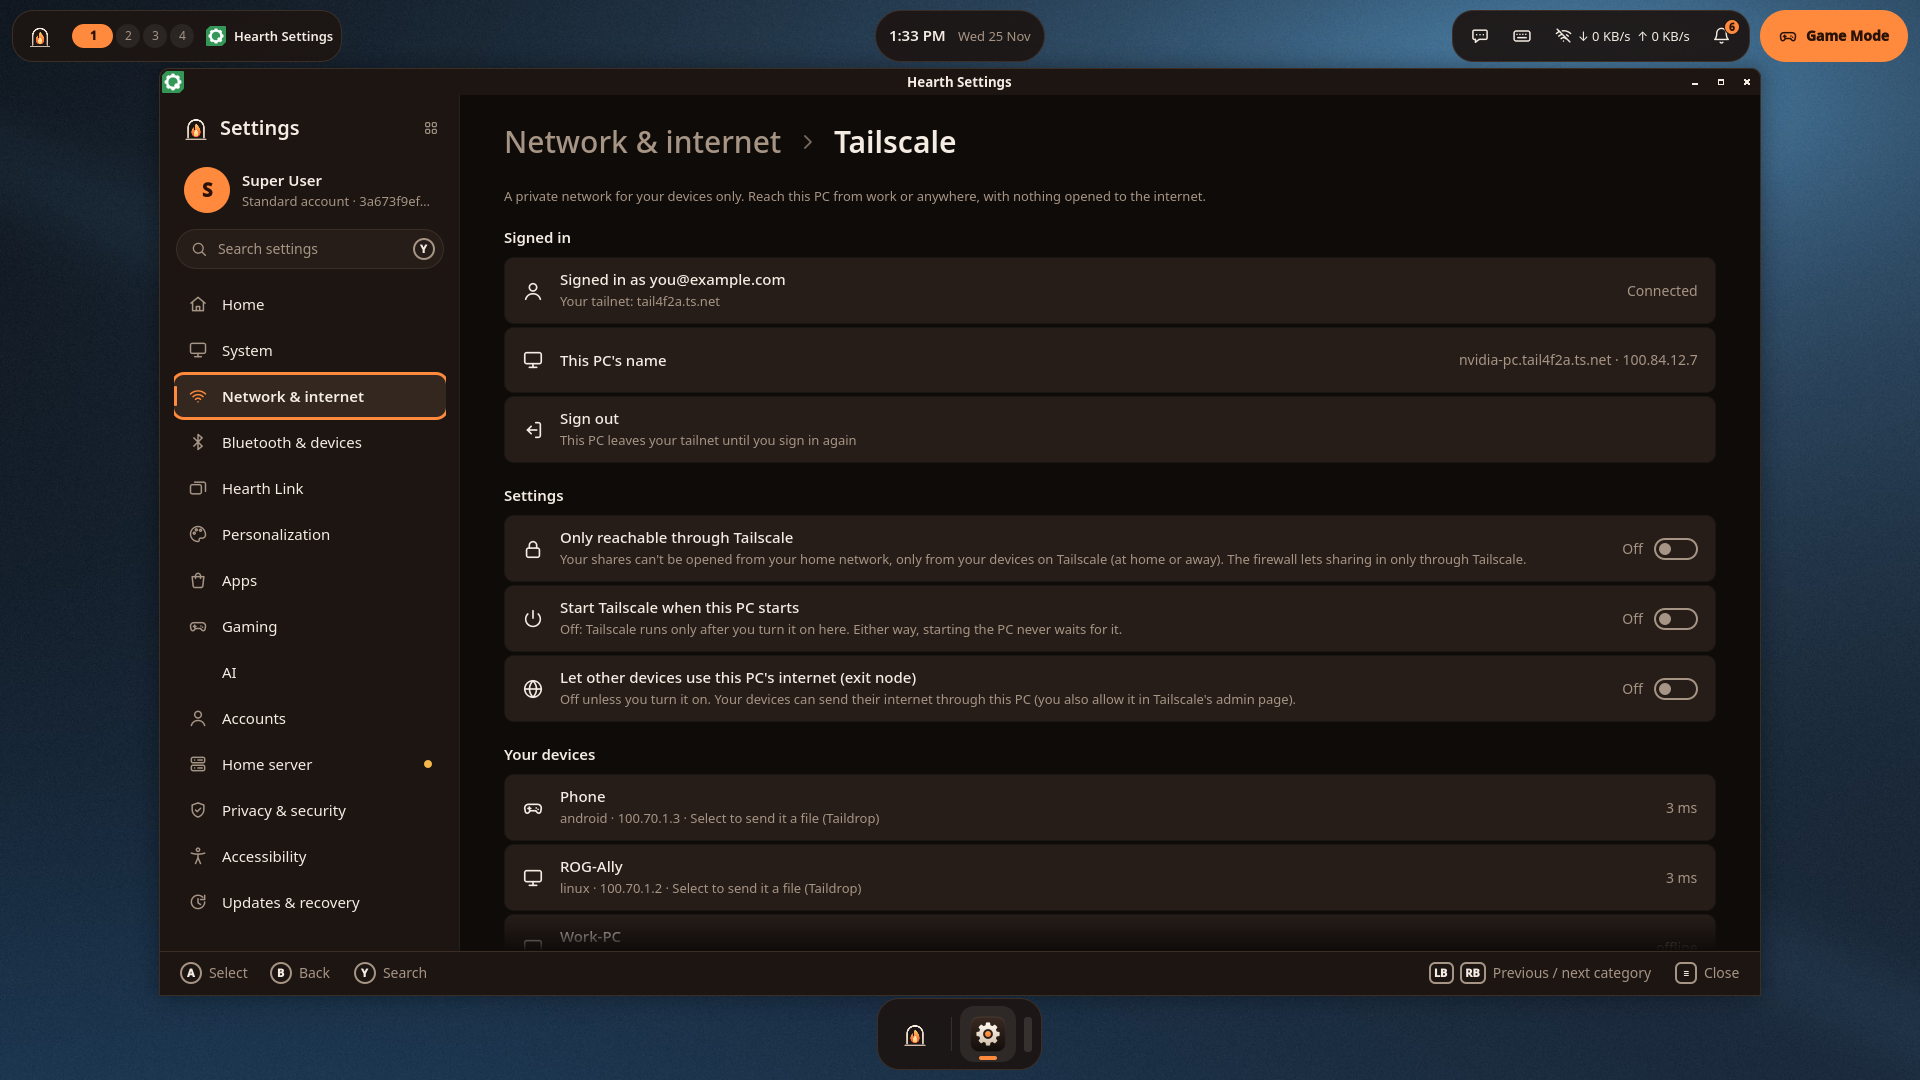 1 2 3 4 Hearth Settings
1:33 PM Wed 25 Nov
↓ 0 KB/s ↑ 0 KB/s 6 Game Mode
Hearth Settings
Settings
S
Super User
Standard account · 3a673f9ef...
Search settings Y
Home
System
Network & internet
Bluetooth & devices
Hearth Link
Personalization
Apps
Gaming
AI
Accounts
Home server
Privacy & security
Accessibility
Updates & recovery
Network & internet > Tailscale
A private network for your devices only. Reach this PC from work or anywhere, with nothing opened to the internet.
Signed in
Signed in as you@example.com
Your tailnet: tail4f2a.ts.net
Connected
This PC's name
nvidia-pc.tail4f2a.ts.net · 100.84.12.7
Sign out
This PC leaves your tailnet until you sign in again
Settings
Only reachable through Tailscale
Your shares can't be opened from your home network, only from your devices on Tailscale (at home or away). The firewall lets sharing in only through Tailscale.
Off
Start Tailscale when this PC starts
Off: Tailscale runs only after you turn it on here. Either way, starting the PC never waits for it.
Off
Let other devices use this PC's internet (exit node)
Off unless you turn it on. Your devices can send their internet through this PC (you also allow it in Tailscale's admin page).
Off
Your devices
Phone
android · 100.70.1.3 · Select to send it a file (Taildrop)
3 ms
ROG-Ally
linux · 100.70.1.2 · Select to send it a file (Taildrop)
3 ms
Work-PC
offline
A Select B Back Y Search
LB RB Previous / next category ≡ Close